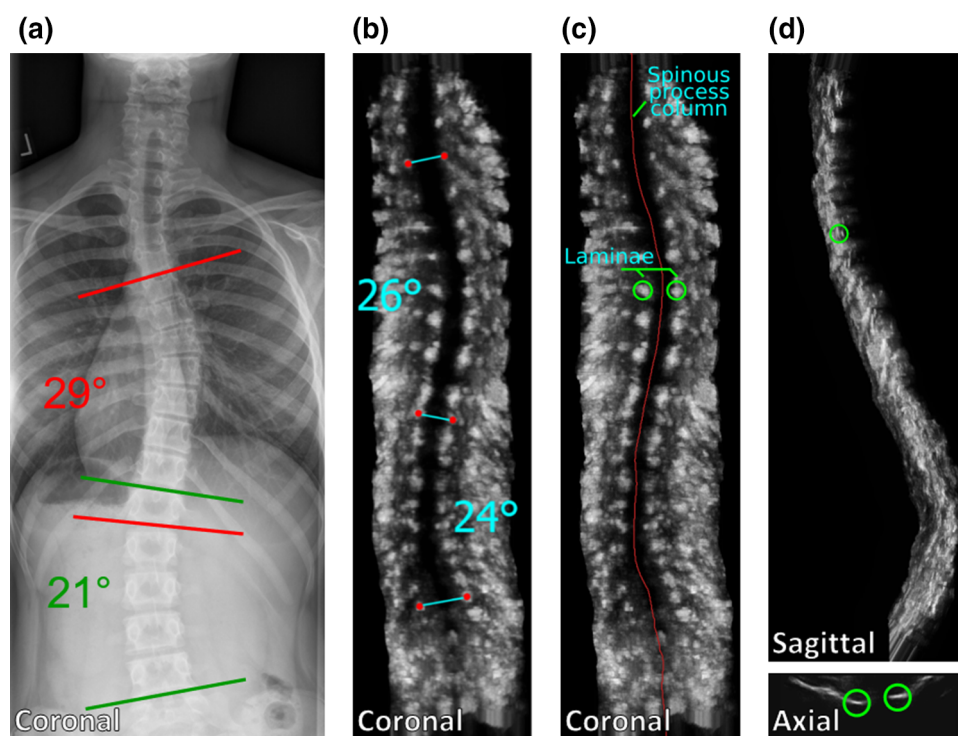 (a)
(b)
(c)
(d)
Spinous
process
column
Laminae
29°
26°
21°
24°
Coronal
Coronal
Coronal
Sagittal
Axial